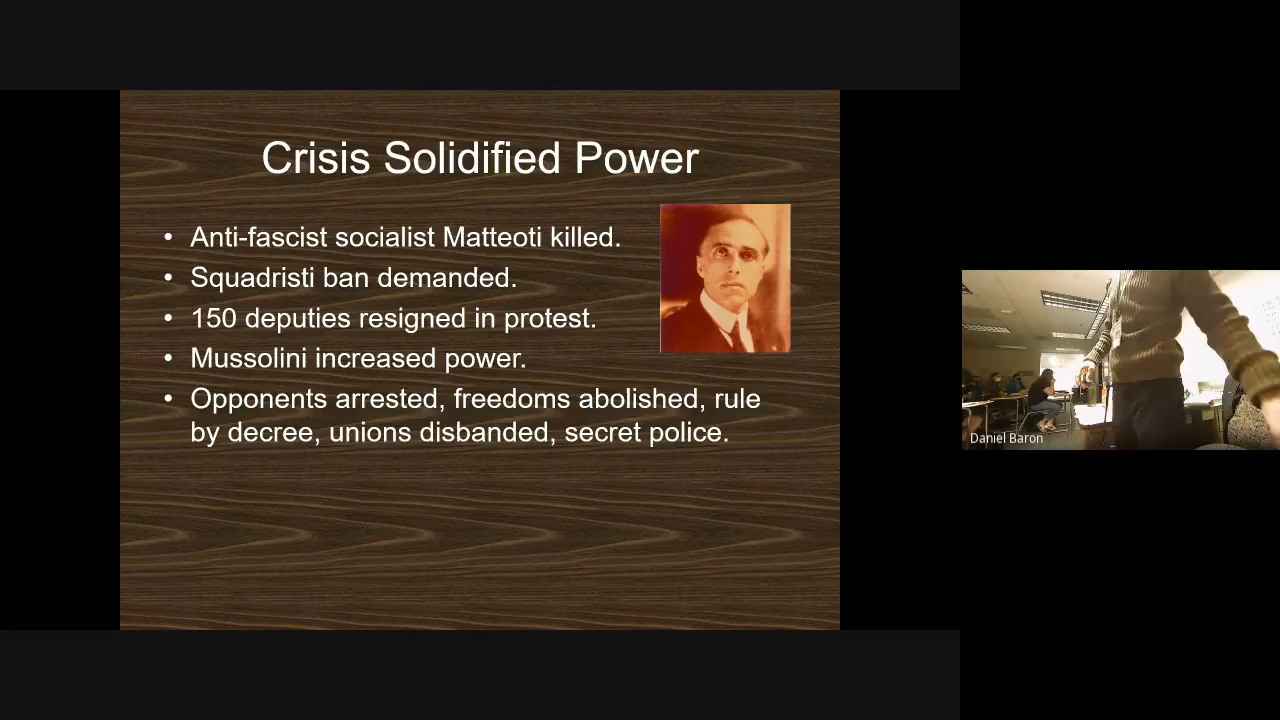 Crisis Solidified Power
• Anti-fascist socialist Matteoti killed.
• Squadristi ban demanded.
• 150 deputies resigned in protest.
• Mussolini increased power.
• Opponents arrested, freedoms abolished, rule
by decree, unions disbanded, secret police.
Daniel Baron